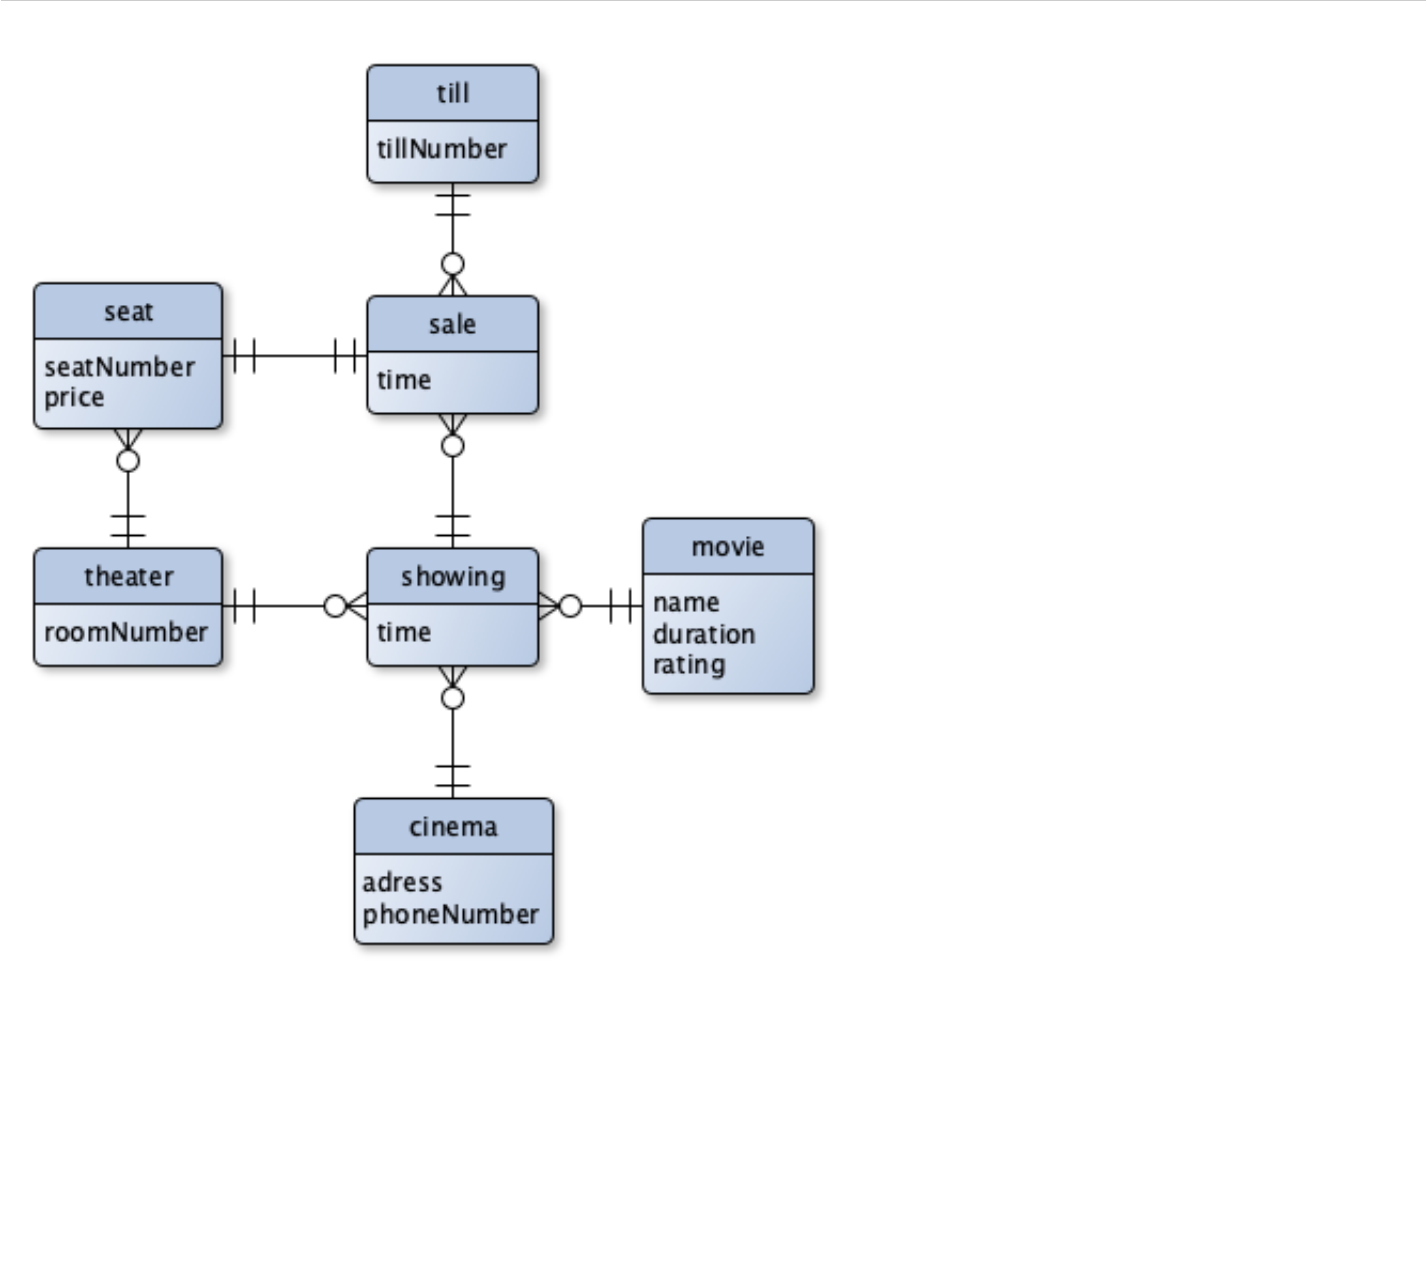 till
tillNumber
seat
seatNumber
price
sale
time
theater
roomNumber
showing
time
movie
name
duration
rating
cinema
adress
phoneNumber